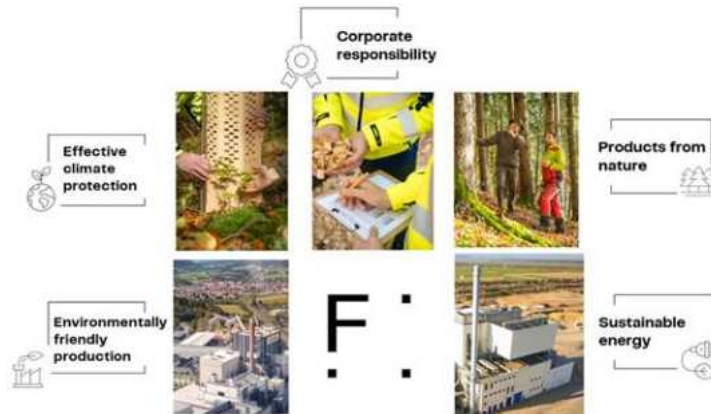 Corporate
responsibility
Effective
climate
protection
Products from
nature
Environmentally
friendly
production
F
Sustainable
energy